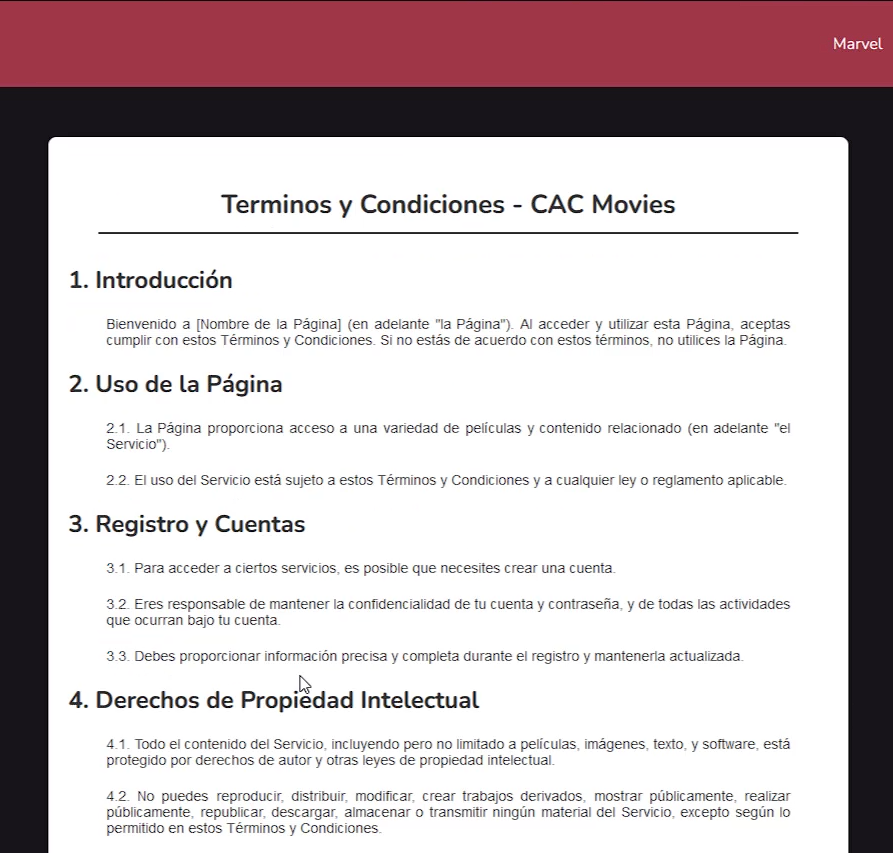 Marvel
Terminos y Condiciones - CAC Movies
1. Introducción
Bienvenido a [Nombre de la Página] (en adelante "la Página"). Al acceder y utilizar esta Página, aceptas
cumplir con estos Términos y Condiciones. Si no estás de acuerdo con estos términos, no utilices la Página.
2. Uso de la Página
2.1. La Página proporciona acceso a una variedad de películas y contenido relacionado (en adelante "el
Servicio").
2.2. El uso del Servicio está sujeto a estos Términos y Condiciones y a cualquier ley o reglamento aplicable.
3. Registro y Cuentas
3.1. Para acceder a ciertos servicios, es posible que necesites crear una cuenta.
3.2. Eres responsable de mantener la confidencialidad de tu cuenta y contraseña, y de todas las actividades
que ocurran bajo tu cuenta.
3.3. Debes proporcionar información precisa y completa durante el registro y mantenerla actualizada.
4. Derechos de Propiedad Intelectual
4.1. Todo el contenido del Servicio, incluyendo pero no limitado a películas, imágenes, texto, y software, está
protegido por derechos de autor y otras leyes de propiedad intelectual.
4.2. No puedes reproducir, distribuir, modificar, crear trabajos derivados, mostrar públicamente, realizar
públicamente, republicar, descargar, almacenar o transmitir ningún material del Servicio, excepto según lo
permitido en estos Términos y Condiciones.